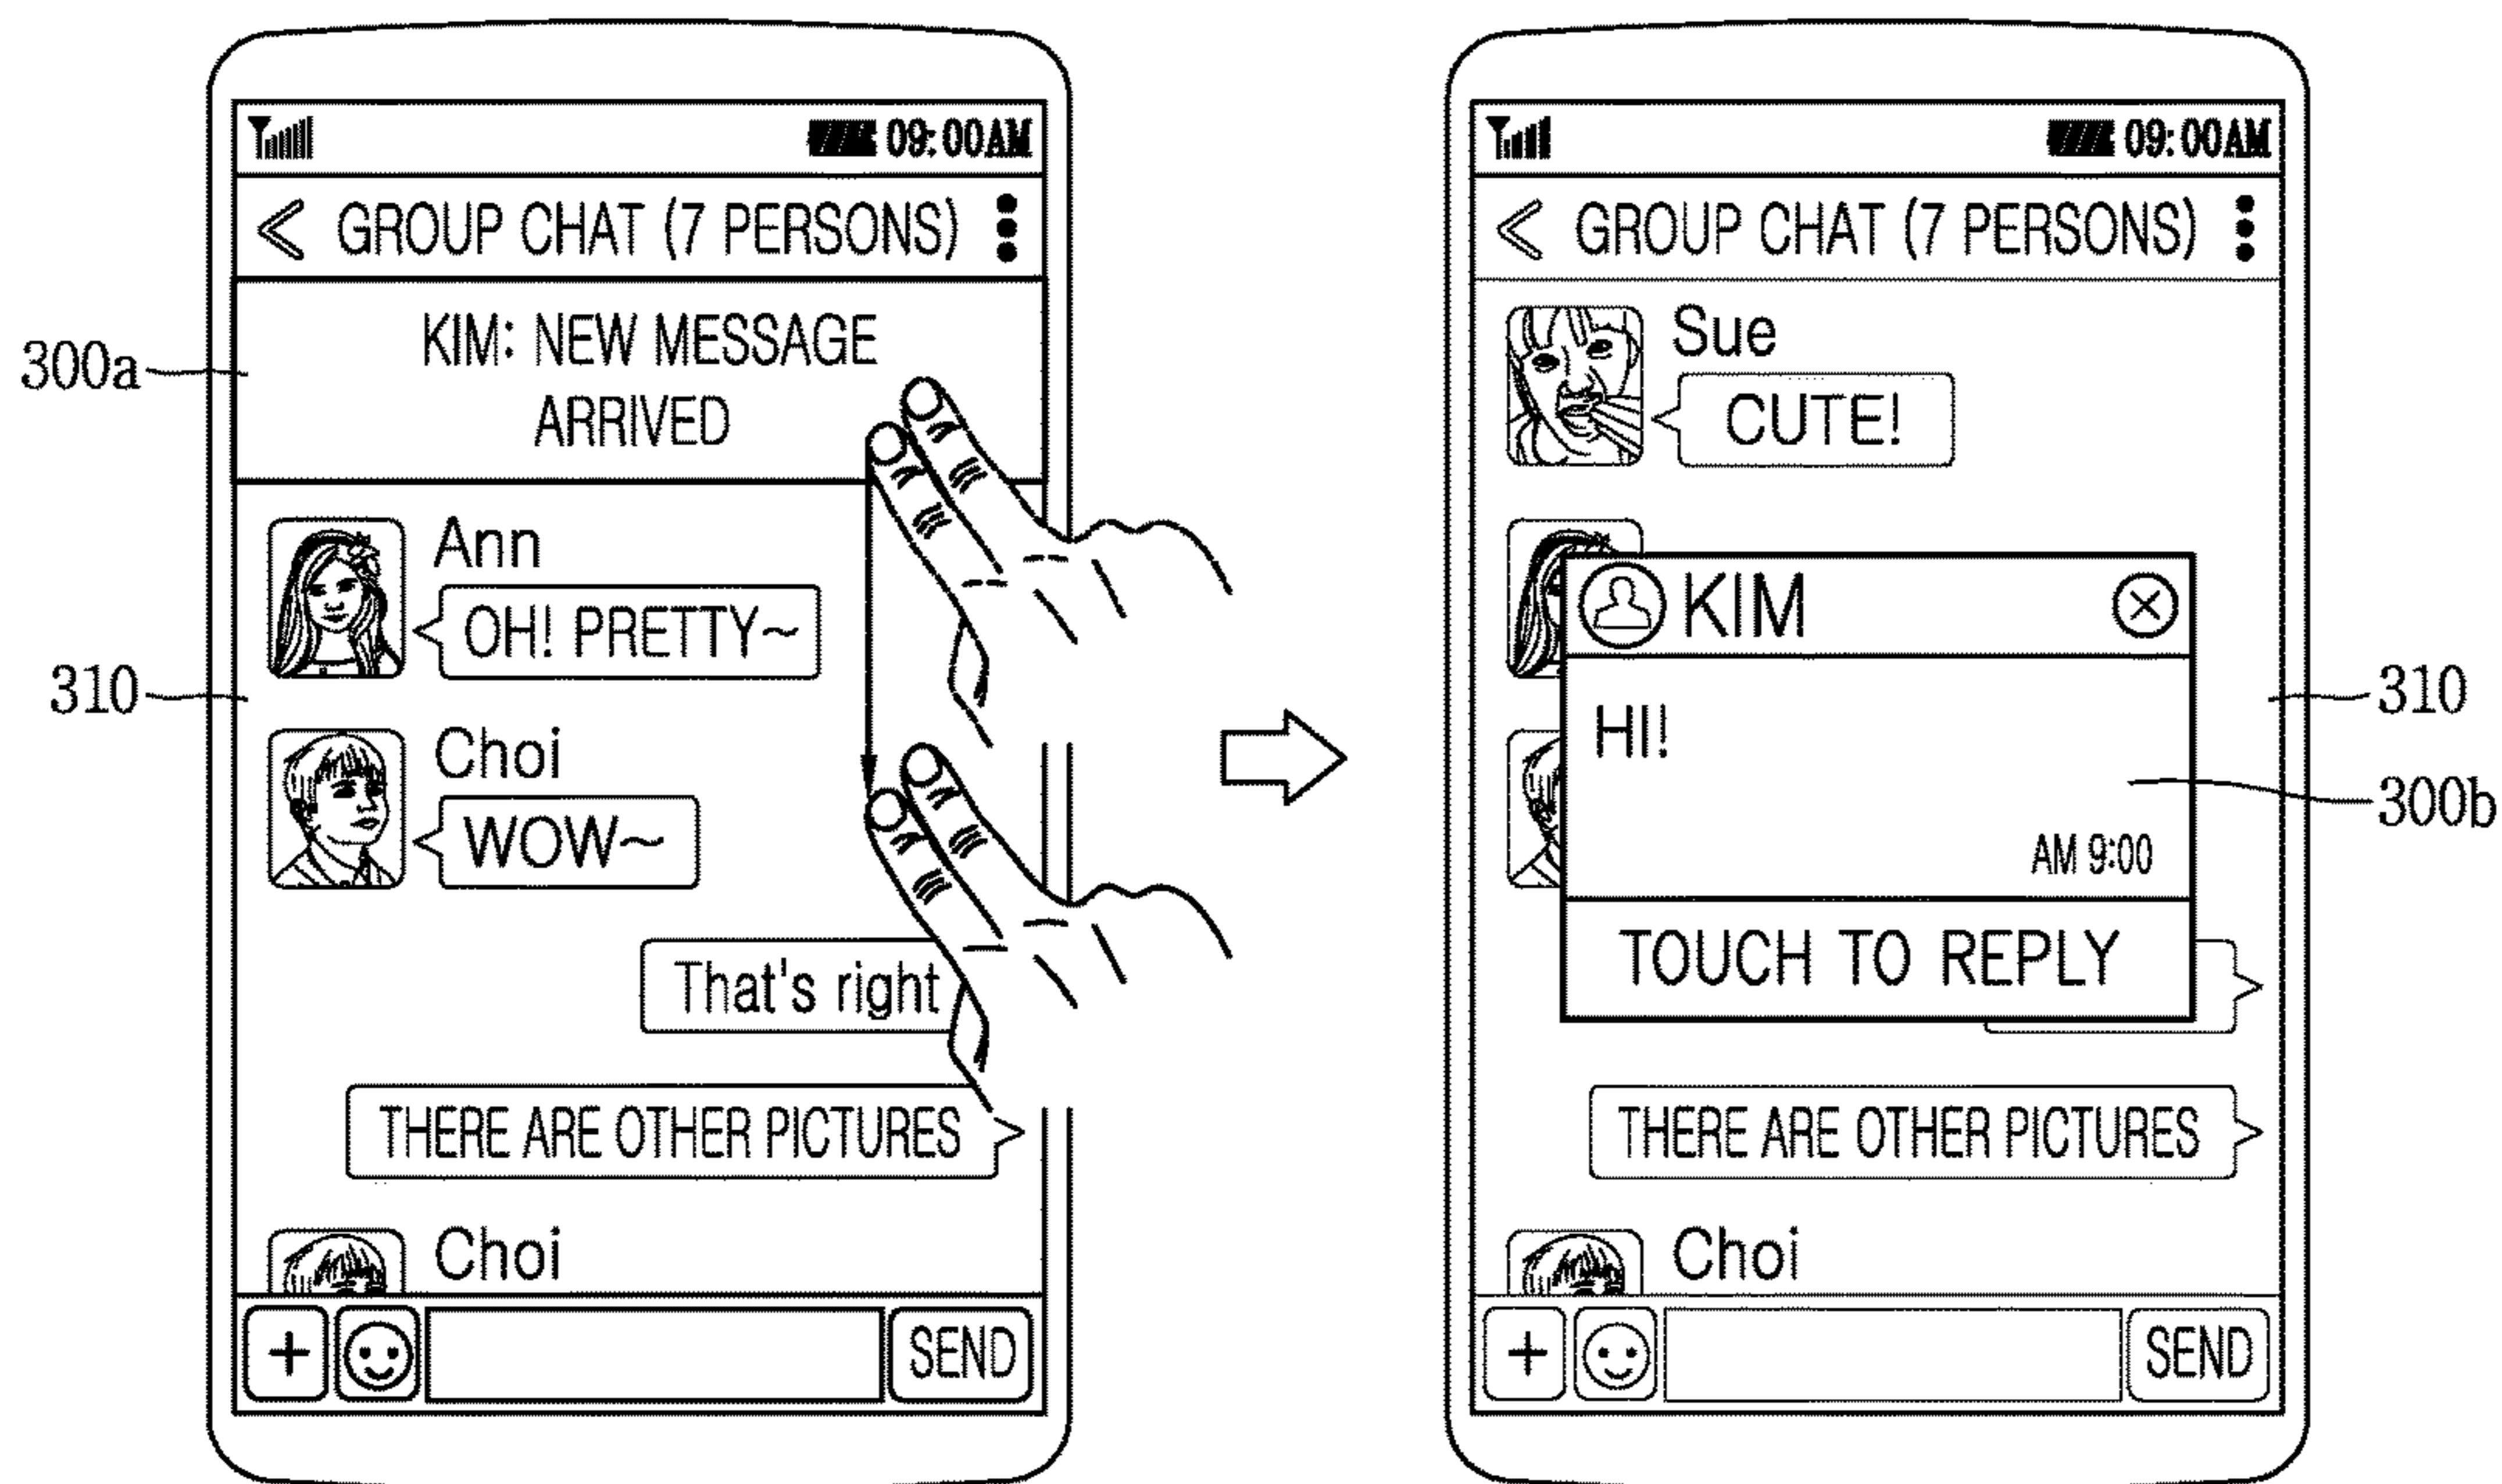 09:00AM
GROUP CHAT (7 PERSONS)
KIM: NEW MESSAGE
ARRIVED
300a
Ann
OH! PRETTY~
310
Choi
WOW~
That's right
THERE ARE OTHER PICTURES
Choi
+
SEND
09:00AM
GROUP CHAT (7 PERSONS)
Sue
CUTE!
KIM
HI!
310
300b
AM 9:00
TOUCH TO REPLY
THERE ARE OTHER PICTURES
Choi
+
SEND